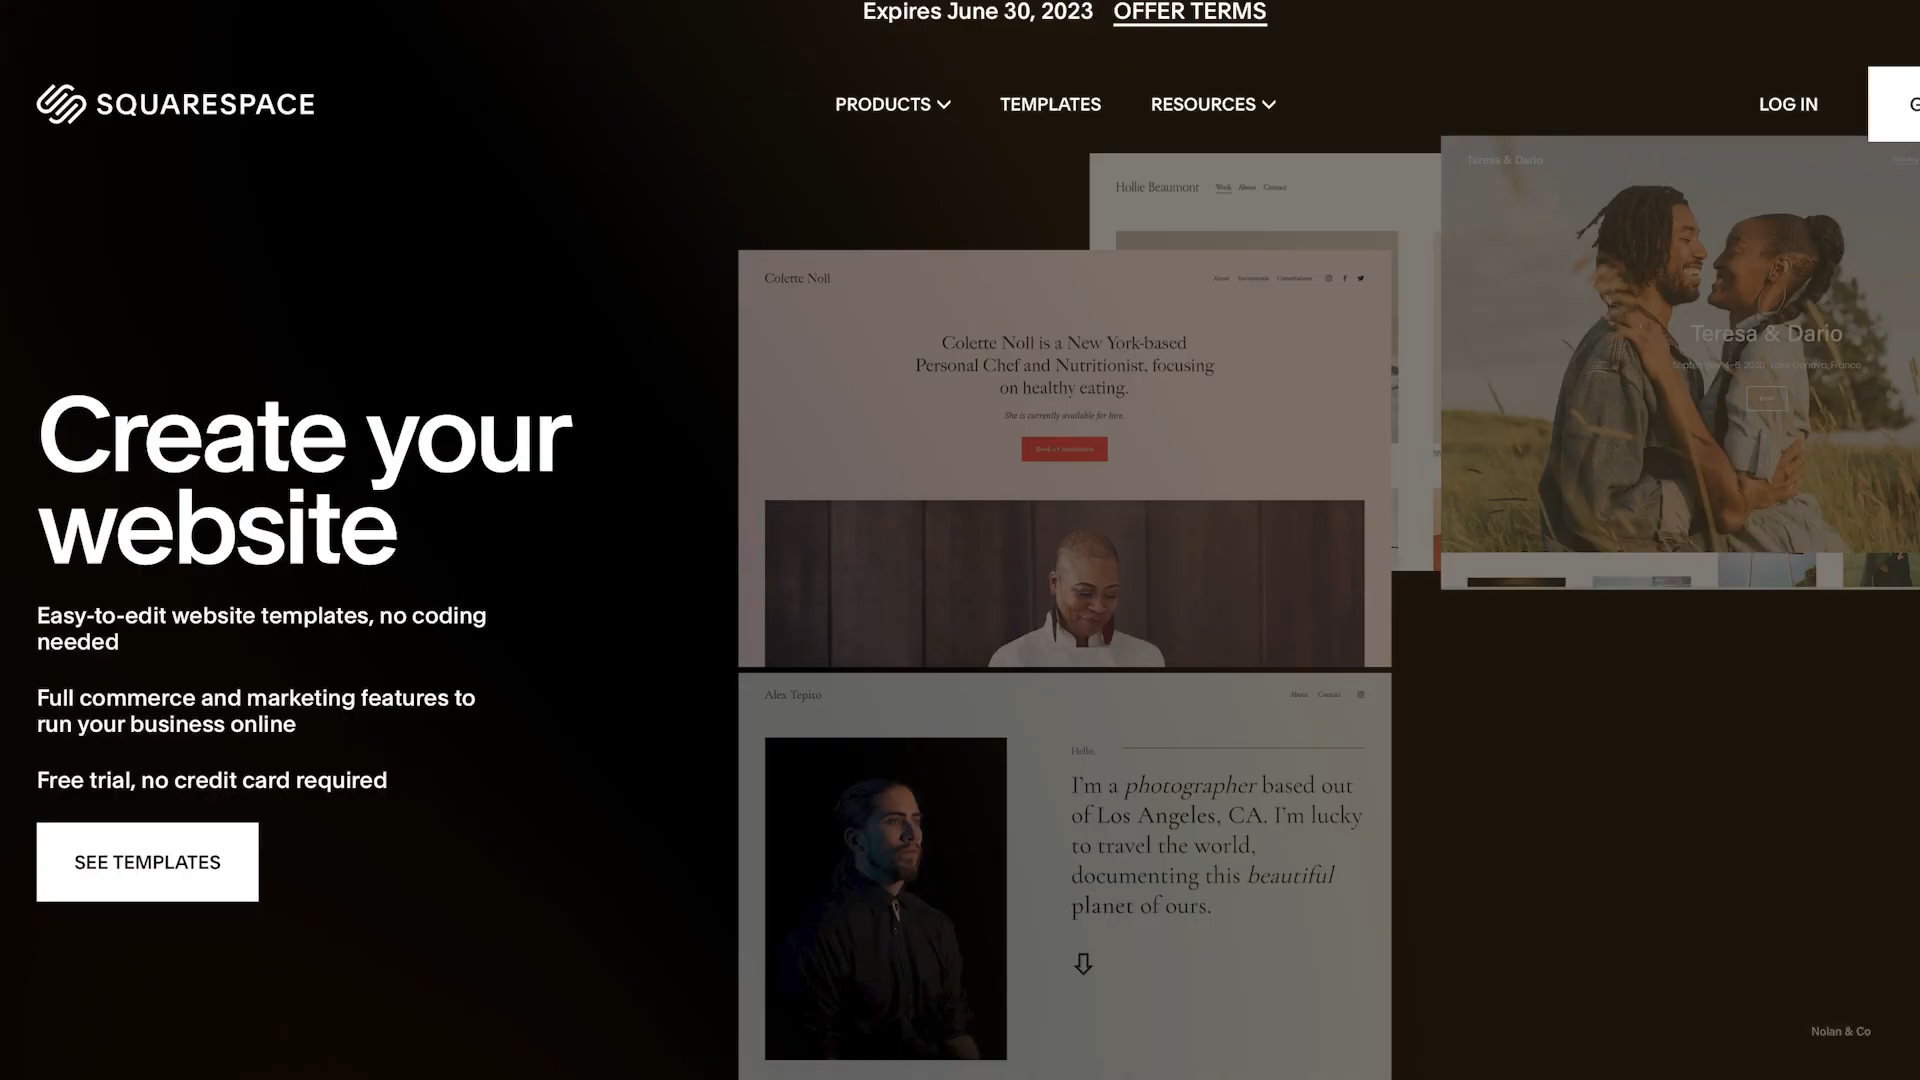 Expires June 30, 2023 OFFER TERMS
SQUARESPACE
PRODUCTS
TEMPLATES
RESOURCES
LOG IN
Create your
website
Easy-to-edit website templates, no coding
needed
Full commerce and marketing features to
run your business online
Free trial, no credit card required
SEE TEMPLATES
Hollie Beaumont Work About Contact
Teresa & Dario
Teresa & Dario
Colette Noll About Testimonials Consultations
Colette Noll is a New York-based
Personal Chef and Nutritionist, focusing
on healthy eating.
She is currently available for hire.
Book a Consultation
Alex Tepito About Contact
Hello,
I'm a photographer based out
of Los Angeles, CA. I'm lucky
to travel the world,
documenting this beautiful
planet of ours.
Nolan & Co